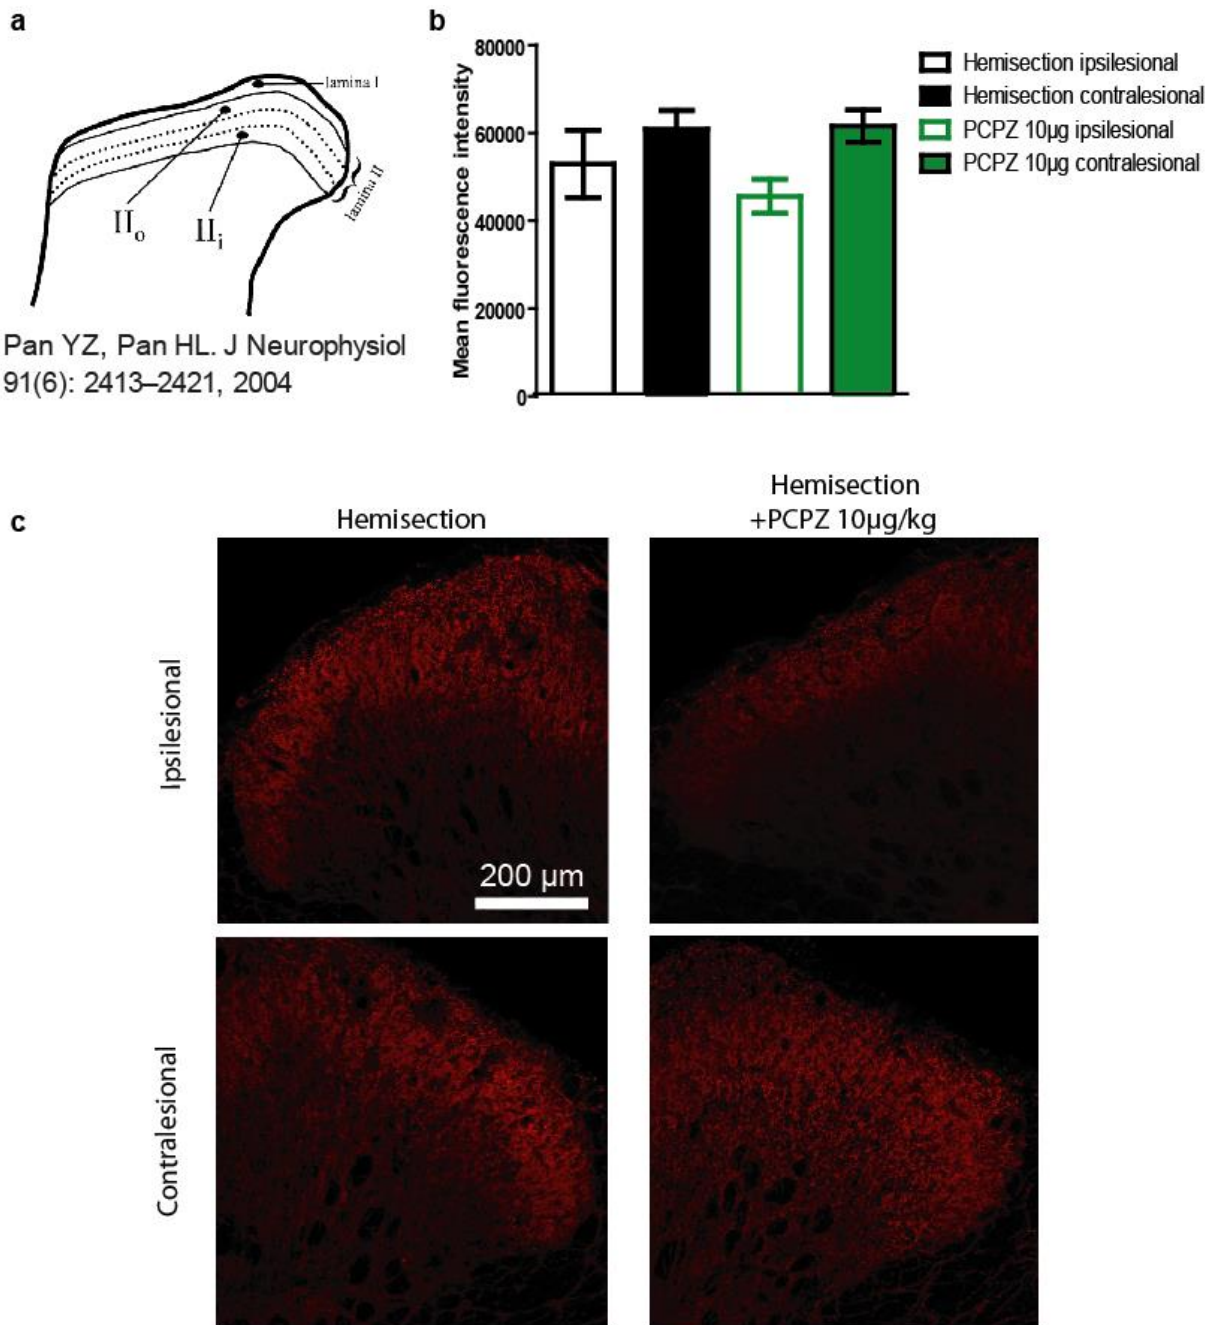 a
lamina I
II₀
IIᵢ
lamina II
Pan YZ, Pan HL. J Neurophysiol
91(6): 2413–2421, 2004
b
Mean fluorescence intensity
80000
60000
40000
20000
0
Hemisection ipsilesional
Hemisection contralesional
PCPZ 10µg ipsilesional
PCPZ 10µg contralesional
c
Hemisection
Hemisection
+PCPZ 10µg/kg
Ipsilesional
200 µm
Contralesional